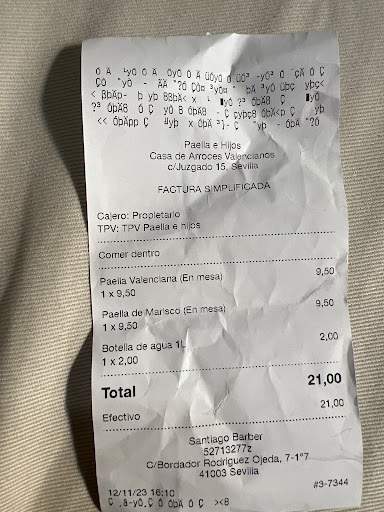 Paella e Hijos
Casa de Arroces Valencianos
c/Juzgado 15, Sevilla
FACTURA SIMPLIFICADA
Cajero: Propietario
TPV: TPV Paella e hijos
Comer dentro
Paella Valenciana (En mesa) 9,50
1 x 9,50
Paella de Marisco (En mesa) 9,50
1 x 9,50
Botella de agua 1L 2,00
1 x 2,00
Total 21,00
Efectivo 21,00
Santiago Barber
52713277z
C/Bordador Rodriguez Ojeda, 7-1º7
41003 Sevilla
12/11/23 16:10 #3-7344